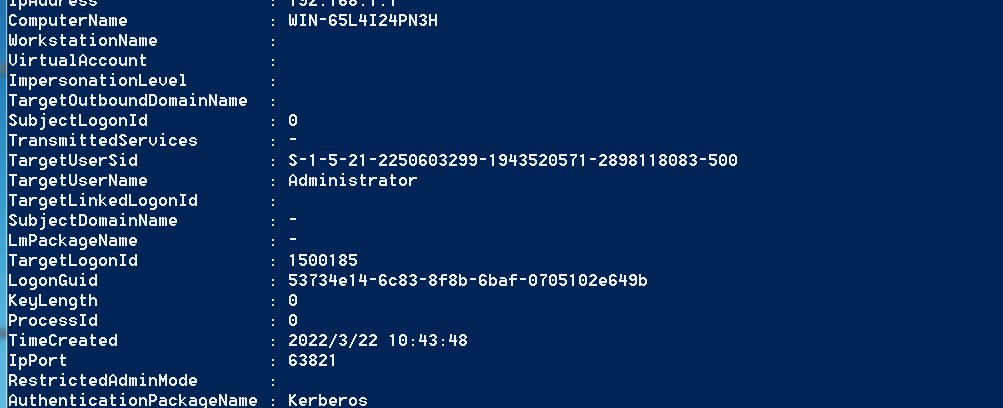 IpAddress : 192.168.1.1
ComputerName : WIN-65L4I24PN3H
WorkstationName :
VirtualAccount :
ImpersonationLevel :
TargetOutboundDomainName :
SubjectLogonId : 0
TransmittedServices : -
TargetUserSid : S-1-5-21-2250603299-1943520571-2898118083-500
TargetUserName : Administrator
TargetLinkedLogonId :
SubjectDomainName : -
LmPackageName : -
TargetLogonId : 1500185
LogonGuid : 53734e14-6c83-8f8b-6baf-0705102e649b
KeyLength : 0
ProcessId : 0
TimeCreated : 2022/3/22 10:43:48
IpPort : 63821
RestrictedAdminMode :
AuthenticationPackageName : Kerberos